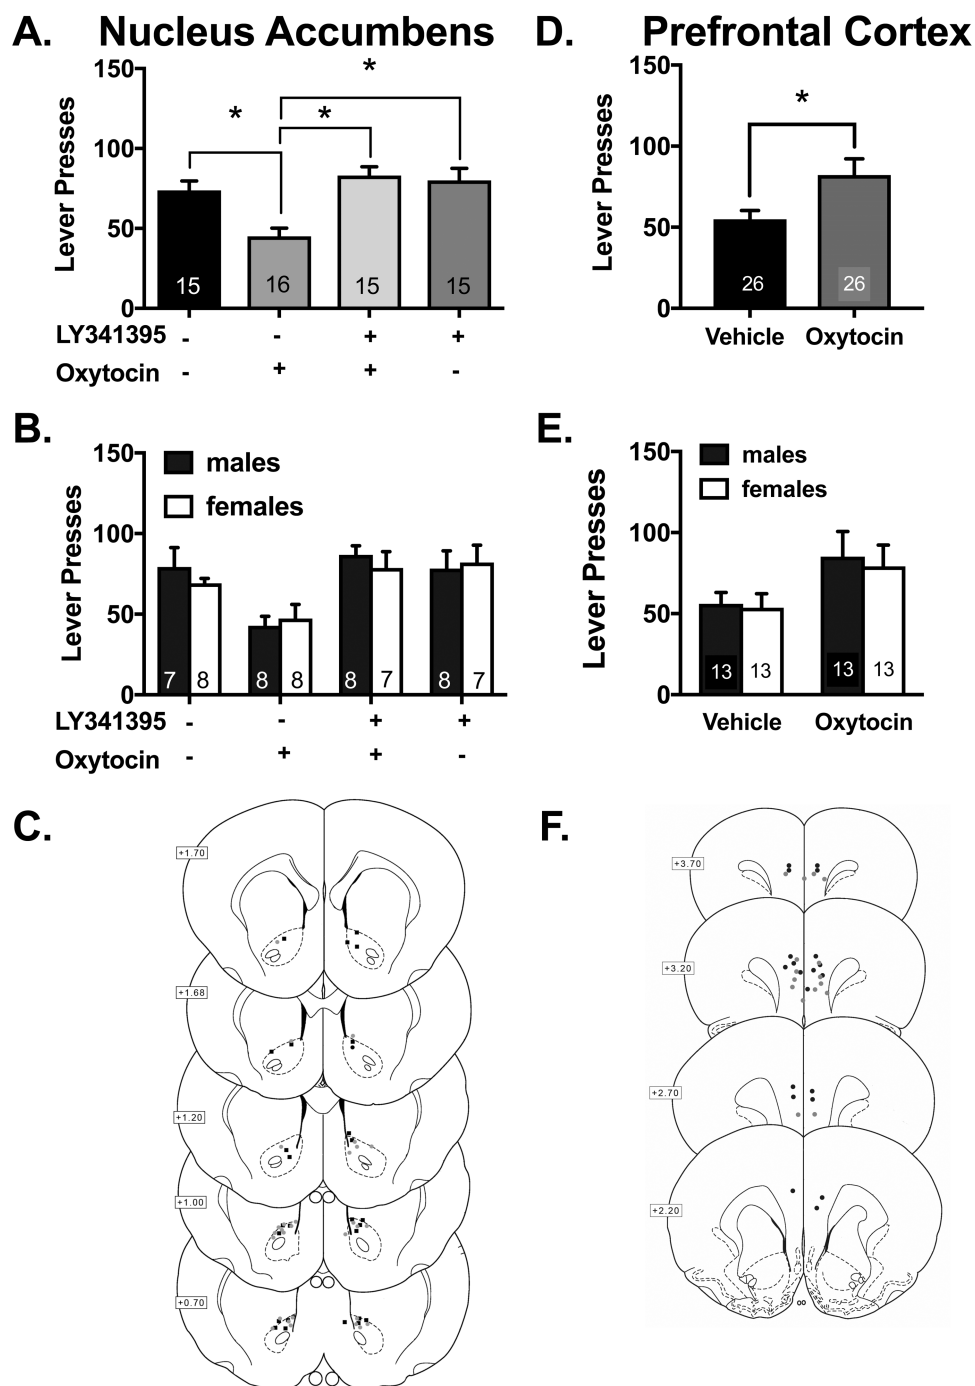 A. Nucleus Accumbens
150
100
50
0
Lever Presses
* * *
15 16 15 15
LY341395 - - + +
Oxytocin - + + -
D. Prefrontal Cortex
150
100
50
0
Lever Presses
*
26 26
Vehicle Oxytocin
B.
150
100
50
0
Lever Presses
males
females
7 8 8 8 8 7 8 7
LY341395 - - + +
Oxytocin - + + -
E.
150
100
50
0
Lever Presses
males
females
13 13 13 13
Vehicle Oxytocin
C.
+1.70
+1.68
+1.20
+1.00
+0.70
F.
+3.70
+3.20
+2.70
+2.20